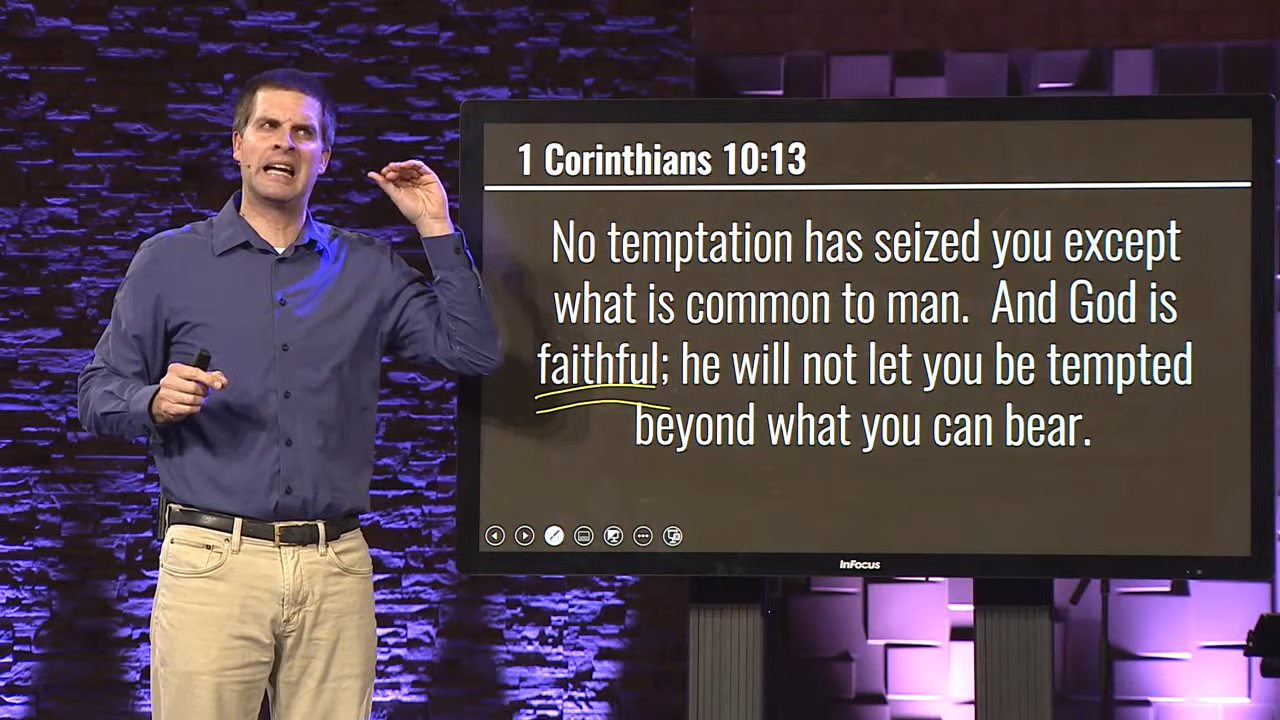 1 Corinthians 10:13
No temptation has seized you except
what is common to man.  And God is
faithful; he will not let you be tempted
beyond what you can bear.
InFocus